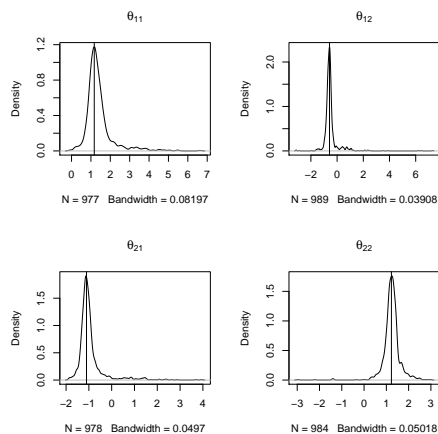 θ11
θ12
Density
0.0 0.4 0.8 1.2
0 1 2 3 4 5 6 7
N = 977 Bandwidth = 0.08197
Density
0.0 1.0 2.0
−2 0 2 4 6
N = 989 Bandwidth = 0.03908
θ21
θ22
Density
0.0 0.5 1.0 1.5
−2 −1 0 1 2 3 4
N = 978 Bandwidth = 0.0497
Density
0.0 0.5 1.0 1.5
−3 −2 −1 0 1 2 3
N = 984 Bandwidth = 0.05018